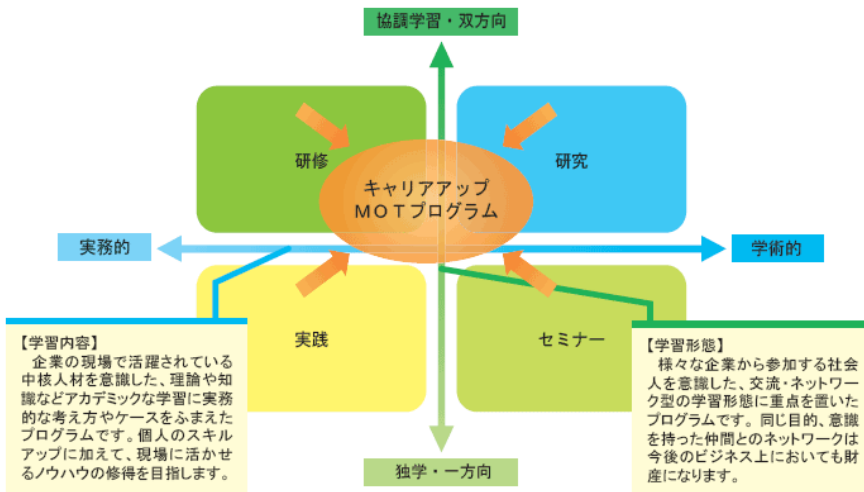 協調学習・双方向
研修
研究
キャリアアップ
MOTプログラム
実務的
学術的
実践
セミナー
【学習内容】
企業の現場で活躍されている
中核人材を意識した、理論や知
識などアカデミックな学習に実務
的な考え方やケースをふまえた
プログラムです。個人のスキル
アップに加えて、現場に活かせ
るノウハウの修得を目指します。
【学習形態】
様々な企業から参加する社会
人を意識した、交流・ネットワー
ク型の学習形態に重点を置いた
プログラムです。同じ目的、意識
を持った仲間とのネットワークは
今後のビジネス上においても財
産になります。
独学・一方向